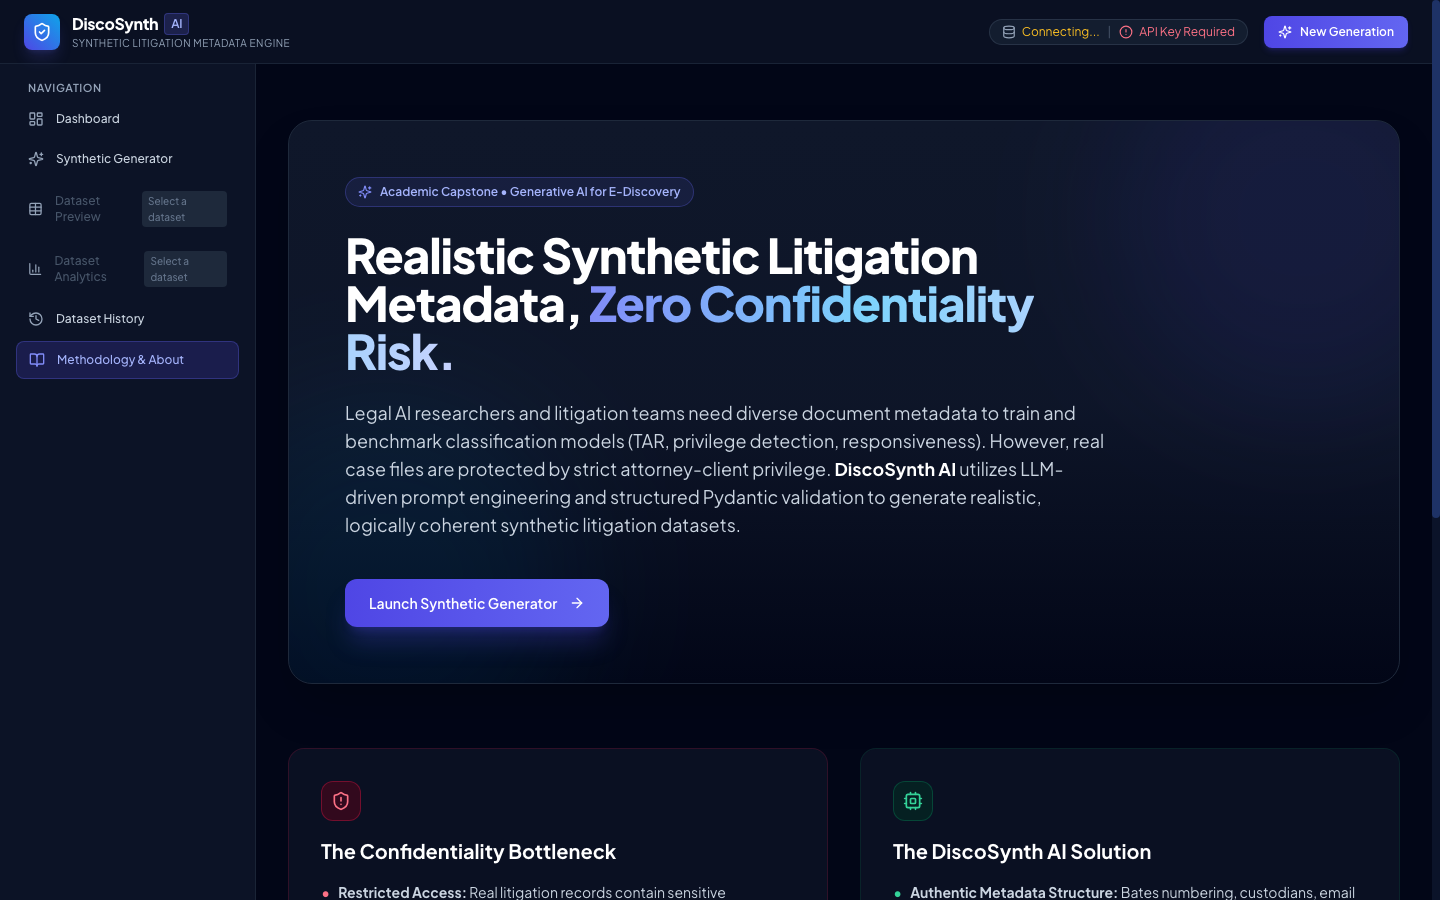 DiscoSynth AI
SYNTHETIC LITIGATION METADATA ENGINE
Connecting... | API Key Required
New Generation
NAVIGATION
Dashboard
Synthetic Generator
Dataset
Preview
Select a
dataset
Dataset
Analytics
Select a
dataset
Dataset History
Methodology & About
Academic Capstone • Generative AI for E-Discovery
Realistic Synthetic Litigation
Metadata, Zero Confidentiality
Risk.
Legal AI researchers and litigation teams need diverse document metadata to train and
benchmark classification models (TAR, privilege detection, responsiveness). However, real
case files are protected by strict attorney-client privilege. DiscoSynth AI utilizes LLM-
driven prompt engineering and structured Pydantic validation to generate realistic,
logically coherent synthetic litigation datasets.
Launch Synthetic Generator
The Confidentiality Bottleneck
• Restricted Access: Real litigation records contain sensitive
The DiscoSynth AI Solution
• Authentic Metadata Structure: Bates numbering, custodians, email